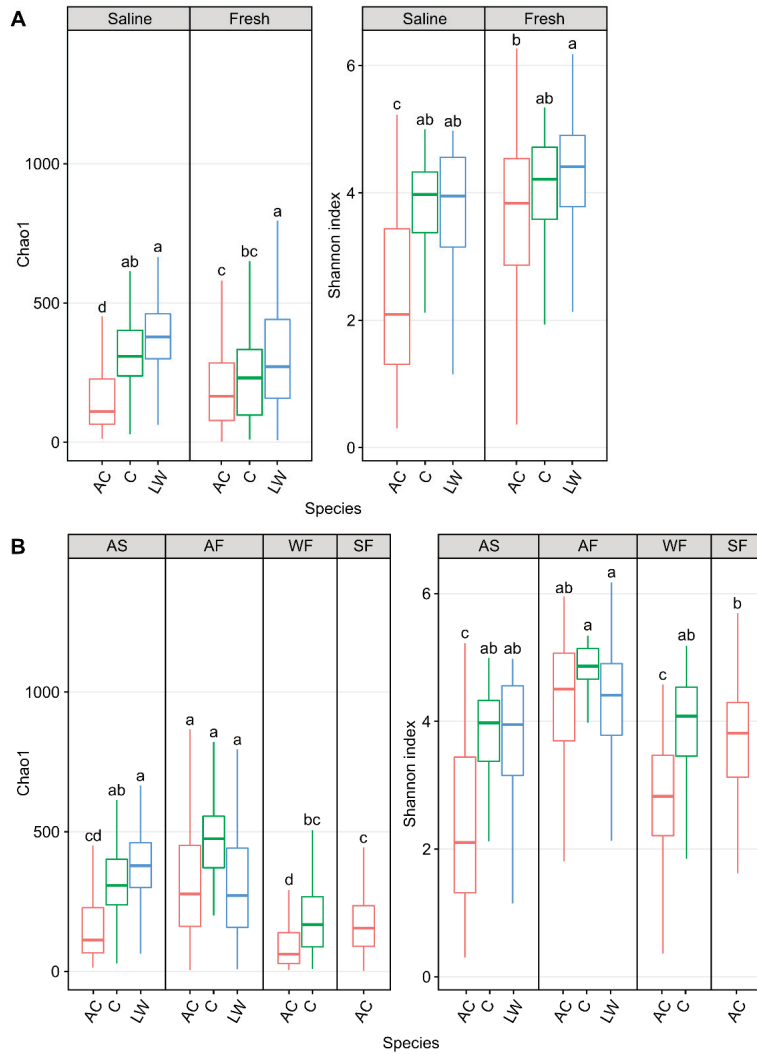 A
Saline Fresh
Chao1
1000
500
0
d ab a c bc a
AC C LW AC C LW
Saline Fresh
Shannon index
6
4
2
0
c ab ab b ab a
AC C LW AC C LW
Species
B
AS AF WF SF
Chao1
1000
500
0
cd ab a a a a d bc c
AC C LW AC C LW AC C AC
AS AF WF SF
Shannon index
6
4
2
0
c ab ab ab a a c ab b
AC C LW AC C LW AC C AC
Species